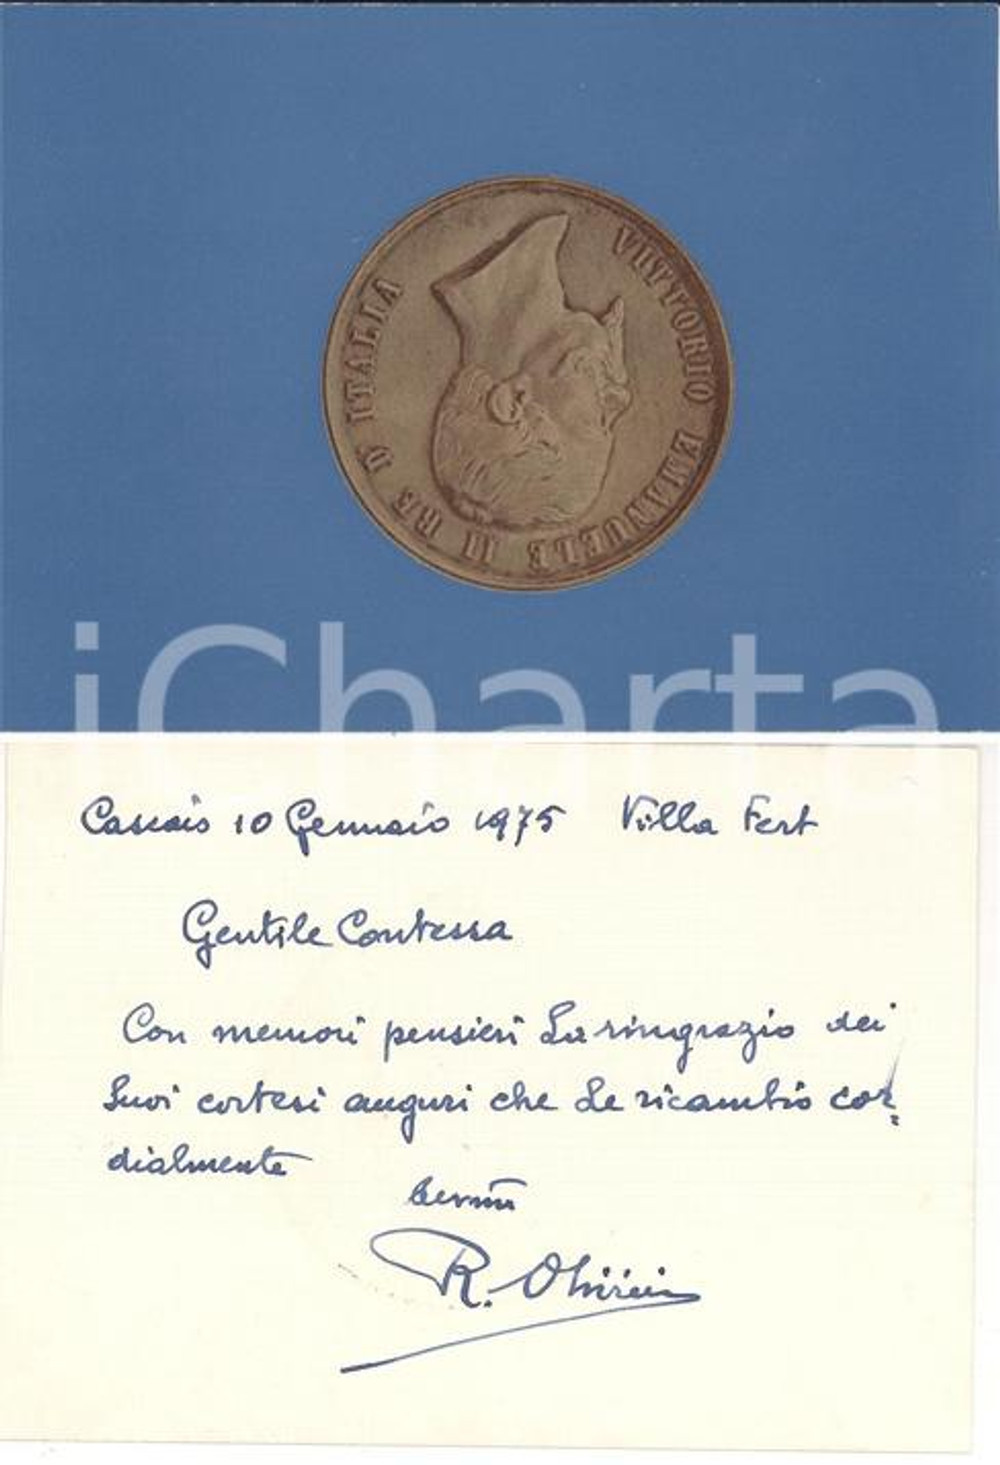 VITTORIO EMANUELE II RE D'ITALIA
iCharta
Cascais 10 Gennaio 1975 Villa Fert
Gentile Contessa
Con memori pensieri La ringrazio dei
Suoi cortesi auguri che Le ricambio cor=
dialmente
R.